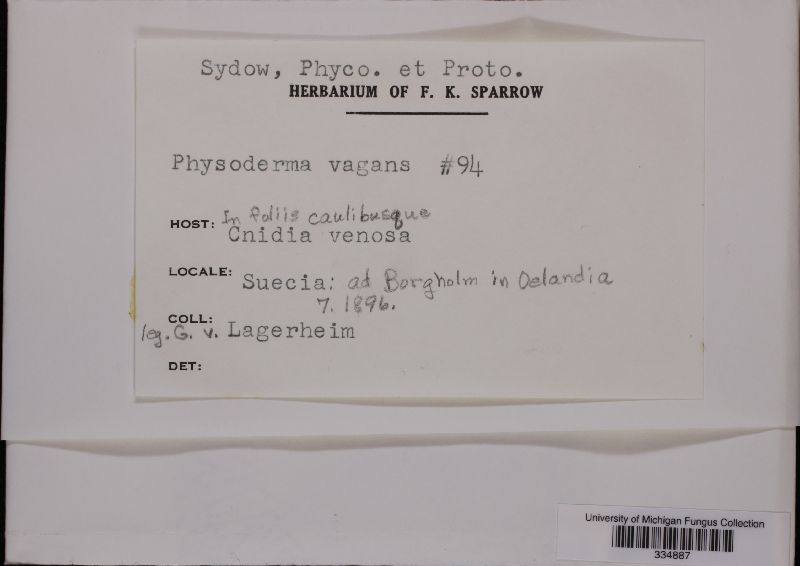 Sydow, Phyco. et Proto.
HERBARIUM OF F. K. SPARROW
Physoderma vagans #94
HOST: In foliis caulibusque
Cnidia venosa
LOCALE: Suecia: ad Borgholm in Oelandia
7. 1896.
COLL:
leg. G. v. Lagerheim
DET:
University of Michigan Fungus Collection
334887